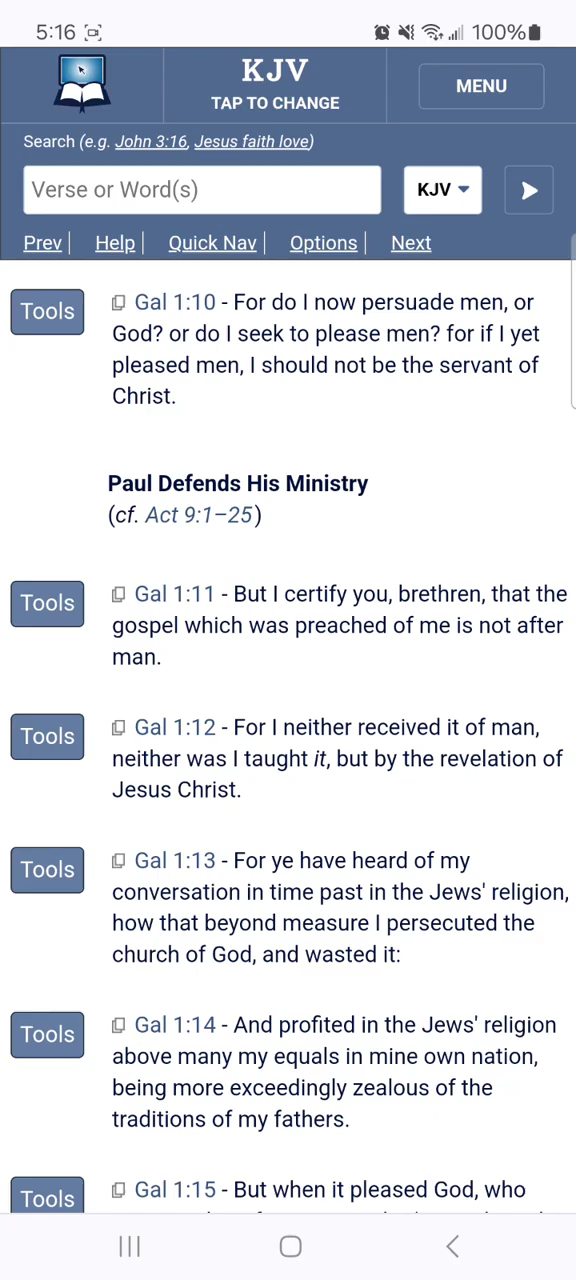 5:16 100%
KJV
TAP TO CHANGE
MENU
Search (e.g. John 3:16, Jesus faith love)
Verse or Word(s)
KJV
Prev Help Quick Nav Options Next
Tools
Gal 1:10 - For do I now persuade men, or
God? or do I seek to please men? for if I yet
pleased men, I should not be the servant of
Christ.
Paul Defends His Ministry
(cf. Act 9:1–25)
Tools
Gal 1:11 - But I certify you, brethren, that the
gospel which was preached of me is not after
man.
Tools
Gal 1:12 - For I neither received it of man,
neither was I taught it, but by the revelation of
Jesus Christ.
Tools
Gal 1:13 - For ye have heard of my
conversation in time past in the Jews' religion,
how that beyond measure I persecuted the
church of God, and wasted it:
Tools
Gal 1:14 - And profited in the Jews' religion
above many my equals in mine own nation,
being more exceedingly zealous of the
traditions of my fathers.
Tools
Gal 1:15 - But when it pleased God, who